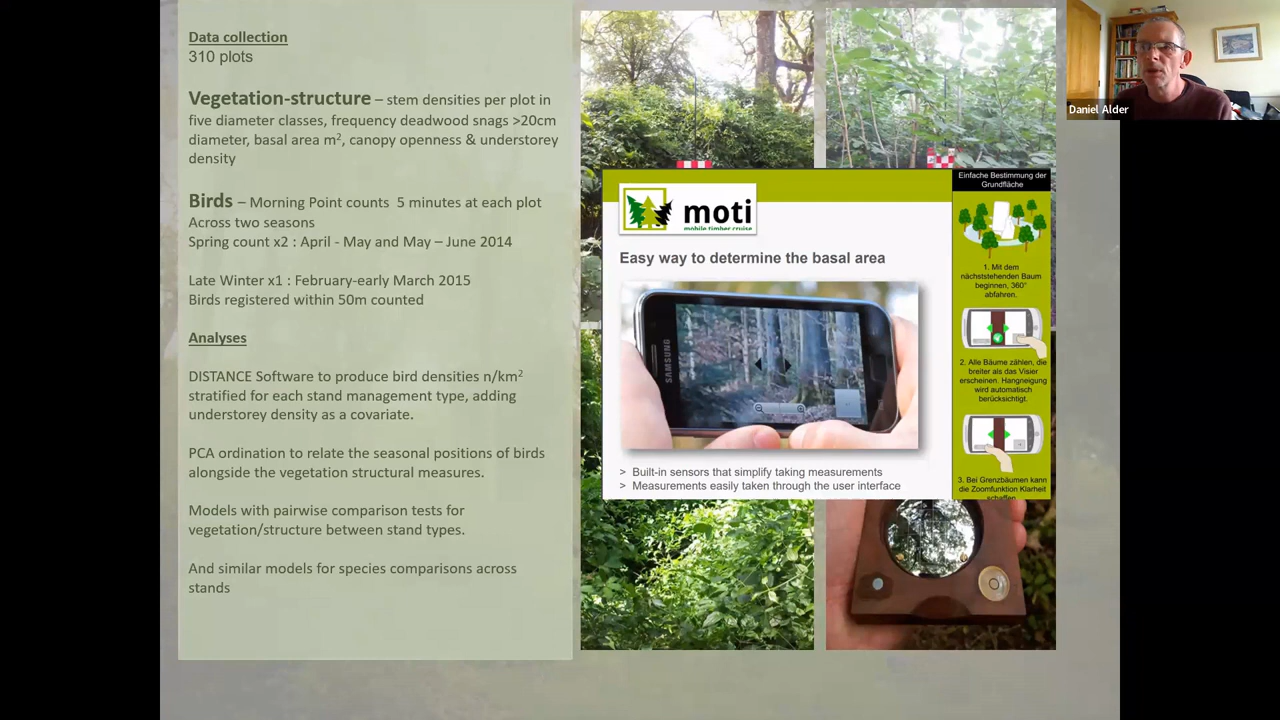 Data collection
310 plots
Vegetation-structure – stem densities per plot in
five diameter classes, frequency deadwood snags >20cm
diameter, basal area m², canopy openness & understorey
density
Birds – Morning Point counts 5 minutes at each plot
Across two seasons
Spring count x2 : April - May and May – June 2014
Late Winter x1 : February-early March 2015
Birds registered within 50m counted
Analyses
DISTANCE Software to produce bird densities n/km²
stratified for each stand management type, adding
understorey density as a covariate.
PCA ordination to relate the seasonal positions of birds
alongside the vegetation structural measures.
Models with pairwise comparison tests for
vegetation/structure between stand types.
And similar models for species comparisons across
stands
moti
mobile timber cruise
Easy way to determine the basal area
SAMSUNG
> Built-in sensors that simplify taking measurements
> Measurements easily taken through the user interface
Einfache Bestimmung der
Grundfläche
1. Mit dem
nächststehenden Baum
beginnen, 360°
abfahren.
2. Alle Bäume zählen, die
breiter als das Visier
erscheinen. Hangneigung
wird automatisch
berücksichtigt.
3. Bei Grenzbäumen kann
die Zoomfunktion Klarheit
schaffen.
Daniel Alder